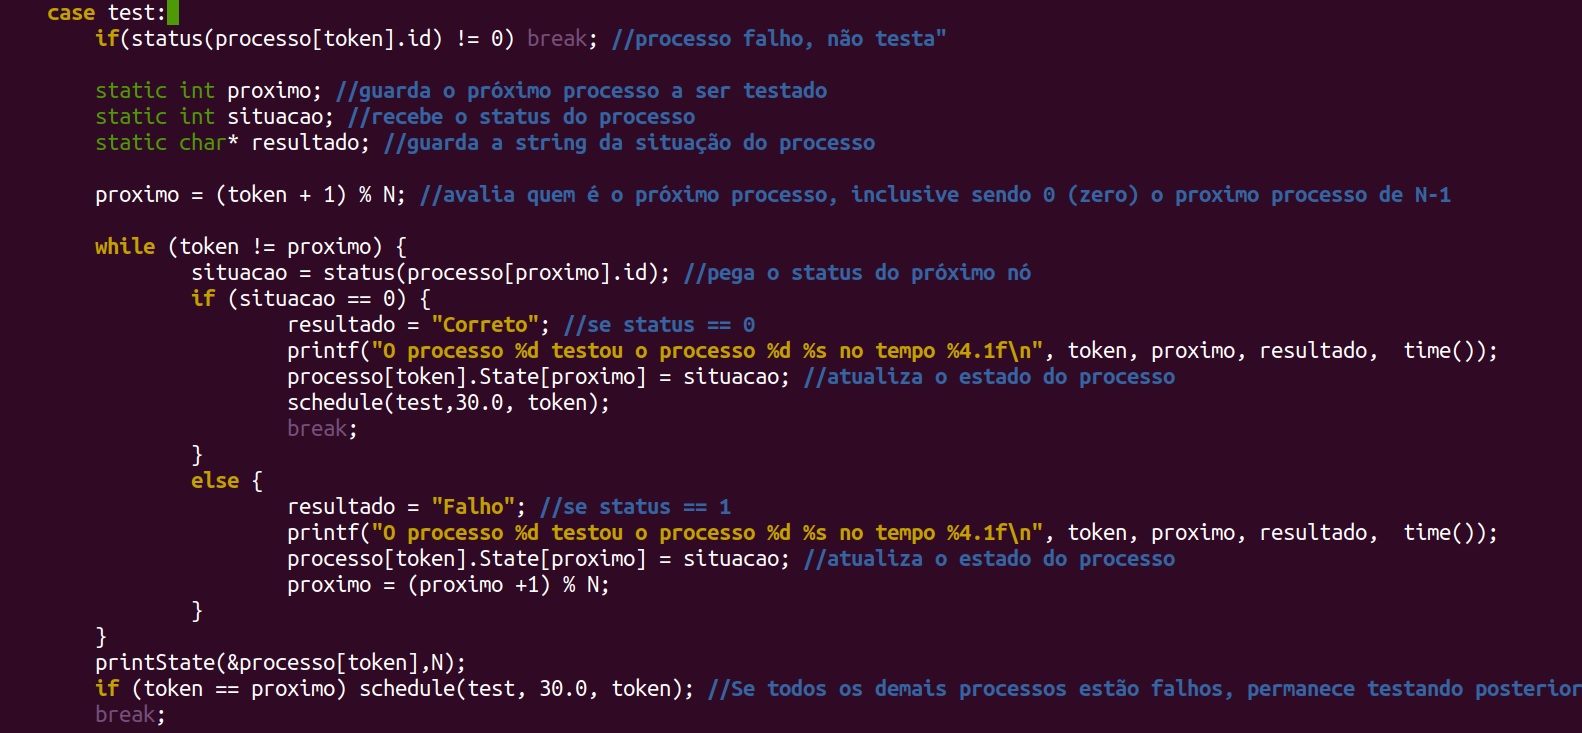 case test:
if(status(processo[token].id) != 0) break; //processo falho, não testa"
static int proximo; //guarda o próximo processo a ser testado
static int situacao; //recebe o status do processo
static char* resultado; //guarda a string da situação do processo
proximo = (token + 1) % N; //avalia quem é o próximo processo, inclusive sendo 0 (zero) o proximo processo de N-1
while (token != proximo) {
situacao = status(processo[proximo].id); //pega o status do próximo nó
if (situacao == 0) {
resultado = "Correto"; //se status == 0
printf("O processo %d testou o processo %d %s no tempo %4.1f\n", token, proximo, resultado,  time());
processo[token].State[proximo] = situacao; //atualiza o estado do processo
schedule(test,30.0, token);
break;
}
else {
resultado = "Falho"; //se status == 1
printf("O processo %d testou o processo %d %s no tempo %4.1f\n", token, proximo, resultado,  time());
processo[token].State[proximo] = situacao; //atualiza o estado do processo
proximo = (proximo +1) % N;
}
}
printState(&processo[token],N);
if (token == proximo) schedule(test, 30.0, token); //Se todos os demais processos estão falhos, permanece testando posterior
break;